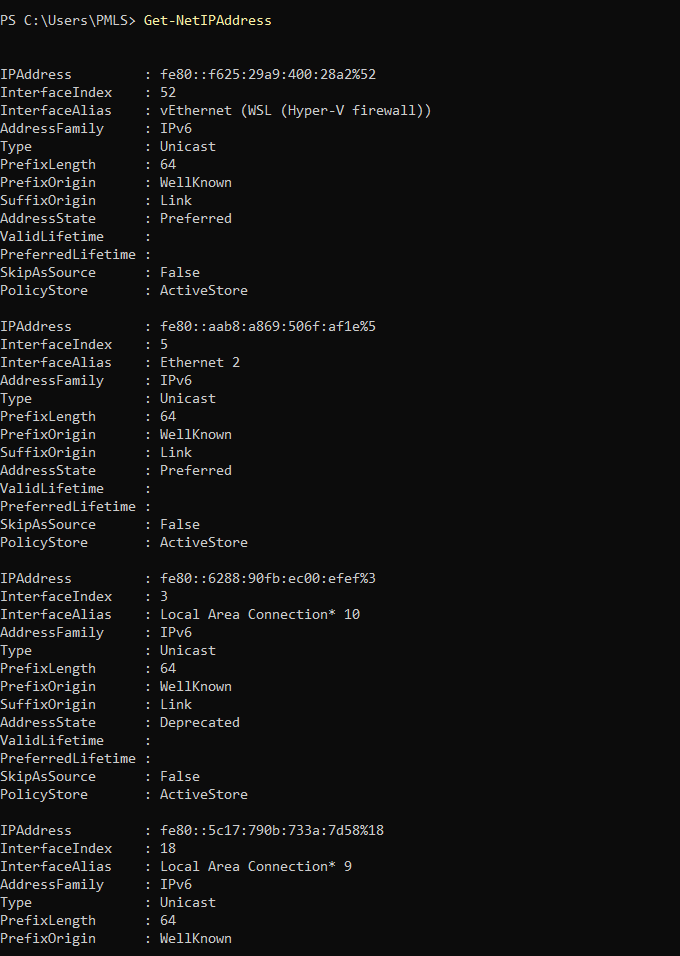 PS C:\Users\PMLS> Get-NetIPAddress
IPAddress         : fe80::f625:29a9:400:28a2%52
InterfaceIndex    : 52
InterfaceAlias    : vEthernet (WSL (Hyper-V firewall))
AddressFamily     : IPv6
Type              : Unicast
PrefixLength      : 64
PrefixOrigin      : WellKnown
SuffixOrigin      : Link
AddressState      : Preferred
ValidLifetime     :
PreferredLifetime :
SkipAsSource      : False
PolicyStore       : ActiveStore
IPAddress         : fe80::aab8:a869:506f:af1e%5
InterfaceIndex    : 5
InterfaceAlias    : Ethernet 2
AddressFamily     : IPv6
Type              : Unicast
PrefixLength      : 64
PrefixOrigin      : WellKnown
SuffixOrigin      : Link
AddressState      : Preferred
ValidLifetime     :
PreferredLifetime :
SkipAsSource      : False
PolicyStore       : ActiveStore
IPAddress         : fe80::6288:90fb:ec00:efef%3
InterfaceIndex    : 3
InterfaceAlias    : Local Area Connection* 10
AddressFamily     : IPv6
Type              : Unicast
PrefixLength      : 64
PrefixOrigin      : WellKnown
SuffixOrigin      : Link
AddressState      : Deprecated
ValidLifetime     :
PreferredLifetime :
SkipAsSource      : False
PolicyStore       : ActiveStore
IPAddress         : fe80::5c17:790b:733a:7d58%18
InterfaceIndex    : 18
InterfaceAlias    : Local Area Connection* 9
AddressFamily     : IPv6
Type              : Unicast
PrefixLength      : 64
PrefixOrigin      : WellKnown